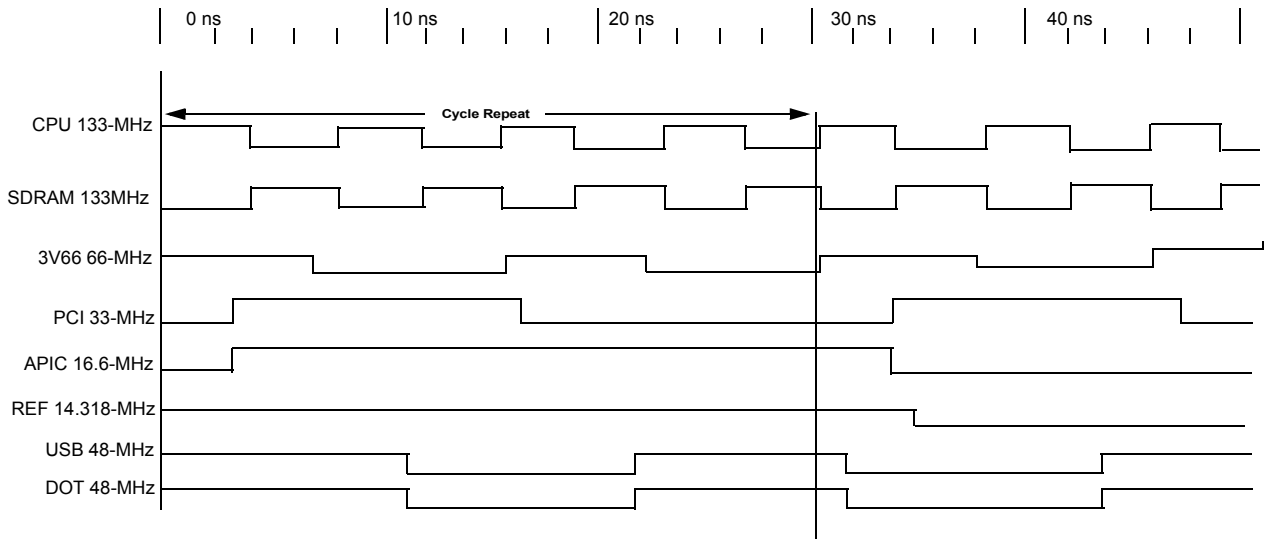 0 ns 10 ns 20 ns 30 ns 40 ns
Cycle Repeat
CPU 133-MHz
SDRAM 133MHz
3V66 66-MHz
PCI 33-MHz
APIC 16.6-MHz
REF 14.318-MHz
USB 48-MHz
DOT 48-MHz